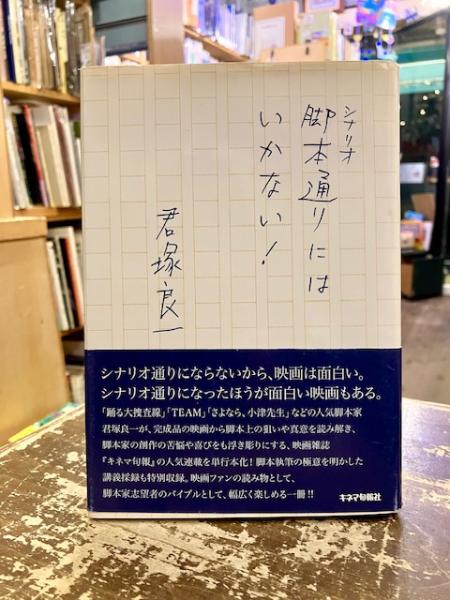 シナリオ
脚本通りには
いかない!
君塚良一
シナリオ通りにならないから、映画は面白い。
シナリオ通りになったほうが面白い映画もある。
「踊る大捜査線」「TEAM」「さよなら、小津先生」などの人気脚本家
君塚良一が、完成品の映画から脚本上の狙いや真意を読み解き、
脚本家の創作の苦悩や喜びをも浮き彫りにする、映画雑誌
『キネマ旬報』の人気連載を単行本化!脚本執筆の極意を明かした
講義採録も特別収録。映画ファンの読み物として、
脚本家志望者のバイブルとして、幅広く楽しめる一冊!!
キネマ旬報社